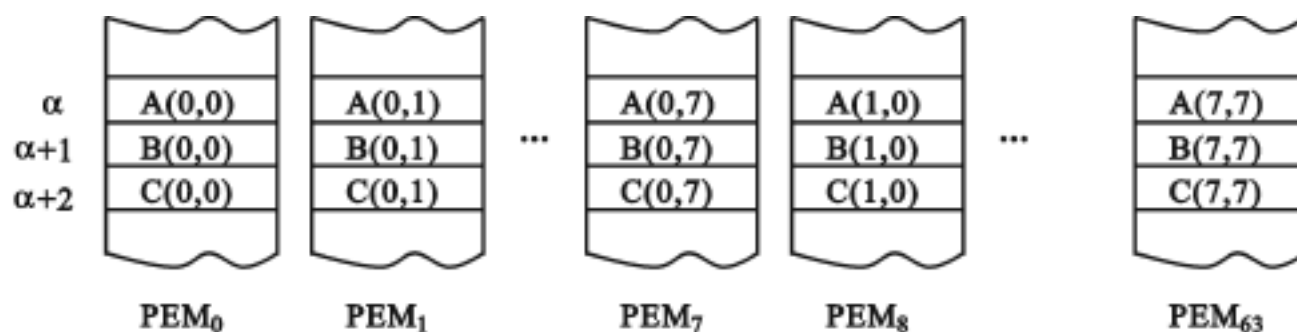 α A(0,0) A(0,1) A(0,7) A(1,0) A(7,7)
α+1 B(0,0) B(0,1) ... B(0,7) B(1,0) ... B(7,7)
α+2 C(0,0) C(0,1) C(0,7) C(1,0) C(7,7)
PEM₀ PEM₁ PEM₇ PEM₈ PEM₆₃